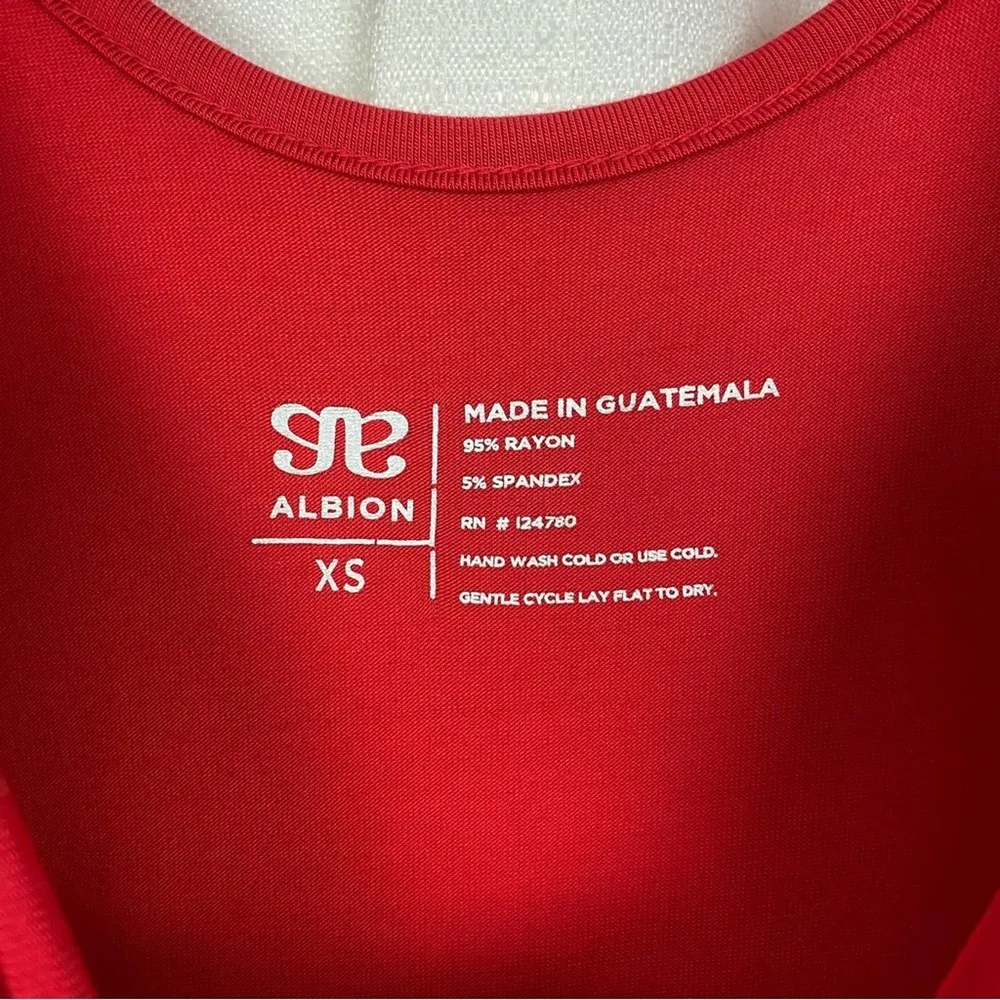 ALBION
XS
MADE IN GUATEMALA
95% RAYON
5% SPANDEX
RN # 124780
HAND WASH COLD OR USE COLD.
GENTLE CYCLE LAY FLAT TO DRY.